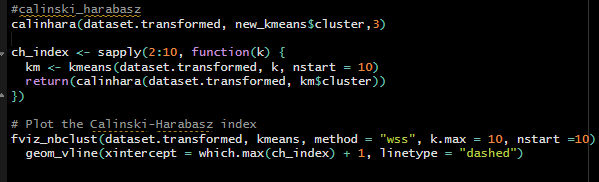 #calinski_harabasz
calinhara(dataset.transformed, new_kmeans$cluster,3)
ch_index <- sapply(2:10, function(k) {
  km <- kmeans(dataset.transformed, k, nstart = 10)
  return(calinhara(dataset.transformed, km$cluster))
})
# Plot the Calinski-Harabasz index
fviz_nbclust(dataset.transformed, kmeans, method = "wss", k.max = 10, nstart =10)
  geom_vline(xintercept = which.max(ch_index) + 1, linetype = "dashed")